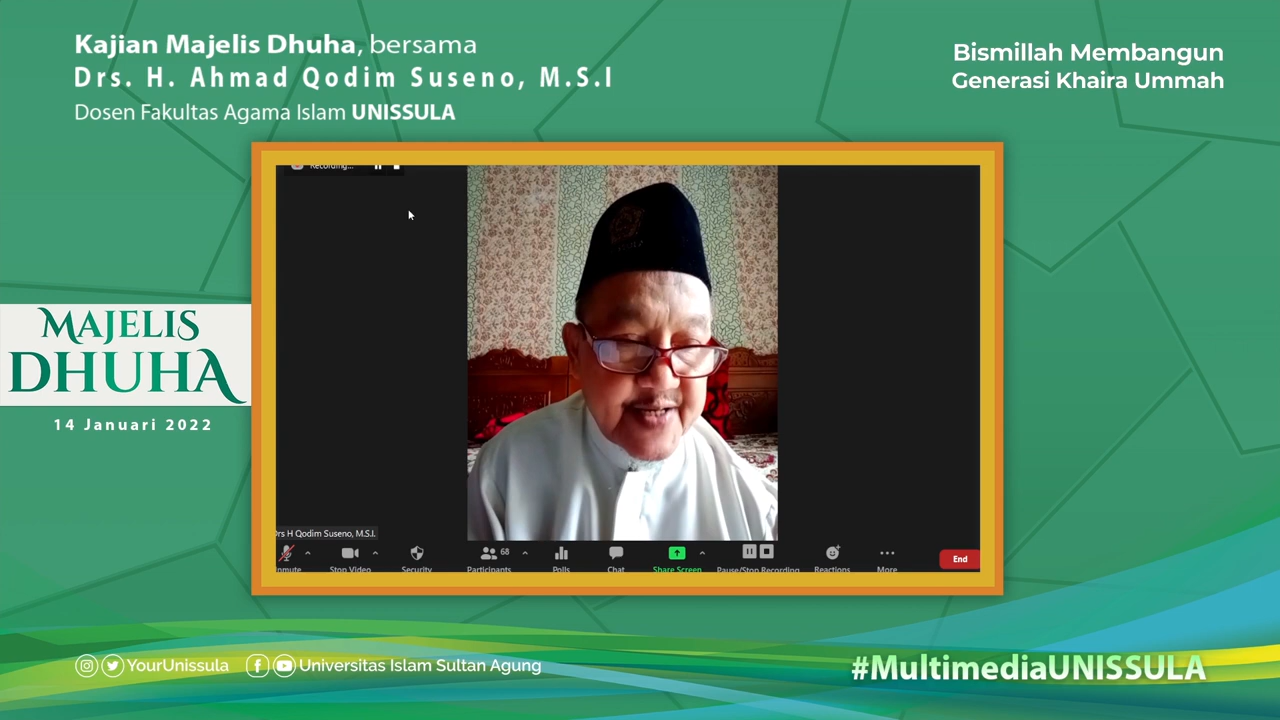 Kajian Majelis Dhuha, bersama
Drs. H. Ahmad Qodim Suseno, M.S.I
Dosen Fakultas Agama Islam UNISSULA
Bismillah Membangun
Generasi Khaira Ummah
Recording...
MAJELIS
DHUHA
14 Januari 2022
Drs H Qodim Suseno, M.S.I.
68
Stop Video
Security
Participants
Polls
Chat
Share Screen
Pause/Stop Recording
Reactions
More
End
YourUnissula
Universitas Islam Sultan Agung
#MultimediaUNISSULA